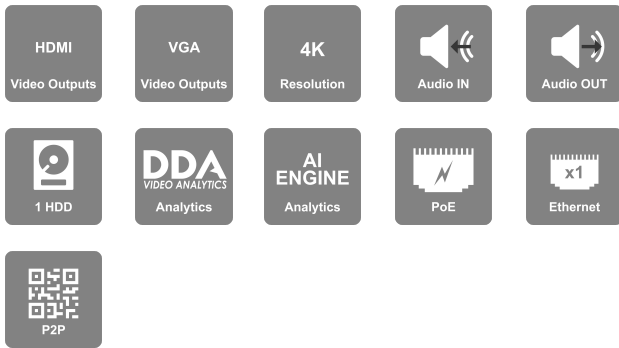 HDMI
Video Outputs
VGA
Video Outputs
4K
Resolution
Audio IN
Audio OUT
1 HDD
DDA
VIDEO ANALYTICS
Analytics
AI
ENGINE
Analytics
PoE
x1
Ethernet
P2P